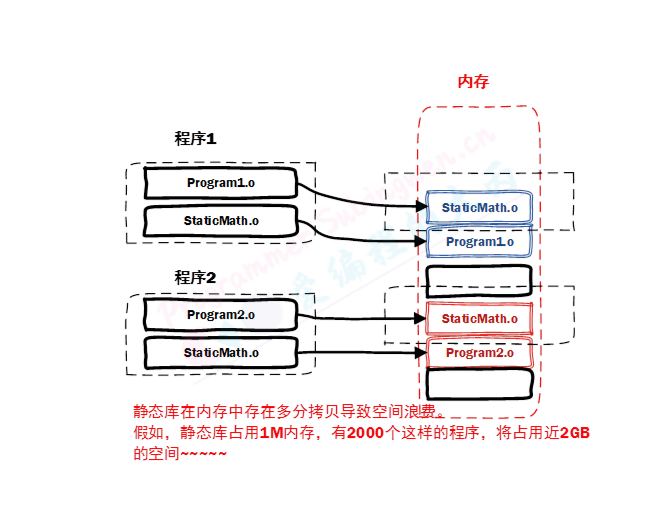 内存
程序1
Program1.o
StaticMath.o
StaticMath.o
Program1.o
程序2
Program2.o
StaticMath.o
StaticMath.o
Program2.o
静态库在内存中存在多分拷贝导致空间浪费。
假如，静态库占用1M内存，有2000个这样的程序，将占用近2GB
的空间~~~~~